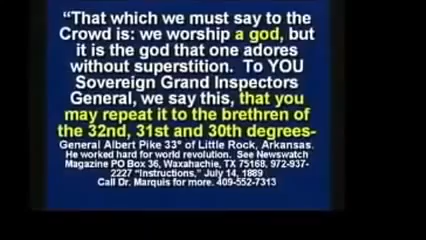 “That which we must say to the
Crowd is: we worship a god, but
it is the god that one adores
without superstition.  To YOU
Sovereign Grand Inspectors
General, we say this, that you
may repeat it to the brethren of
the 32nd, 31st and 30th degrees-
General Albert Pike 33° of Little Rock, Arkansas.
He worked hard for world revolution.  See Newswatch
Magazine PO Box 36, Waxahachie, TX 75168, 972-937-
2227 “Instructions,” July 14, 1889
Call Dr. Marquis for more. 409-552-7313